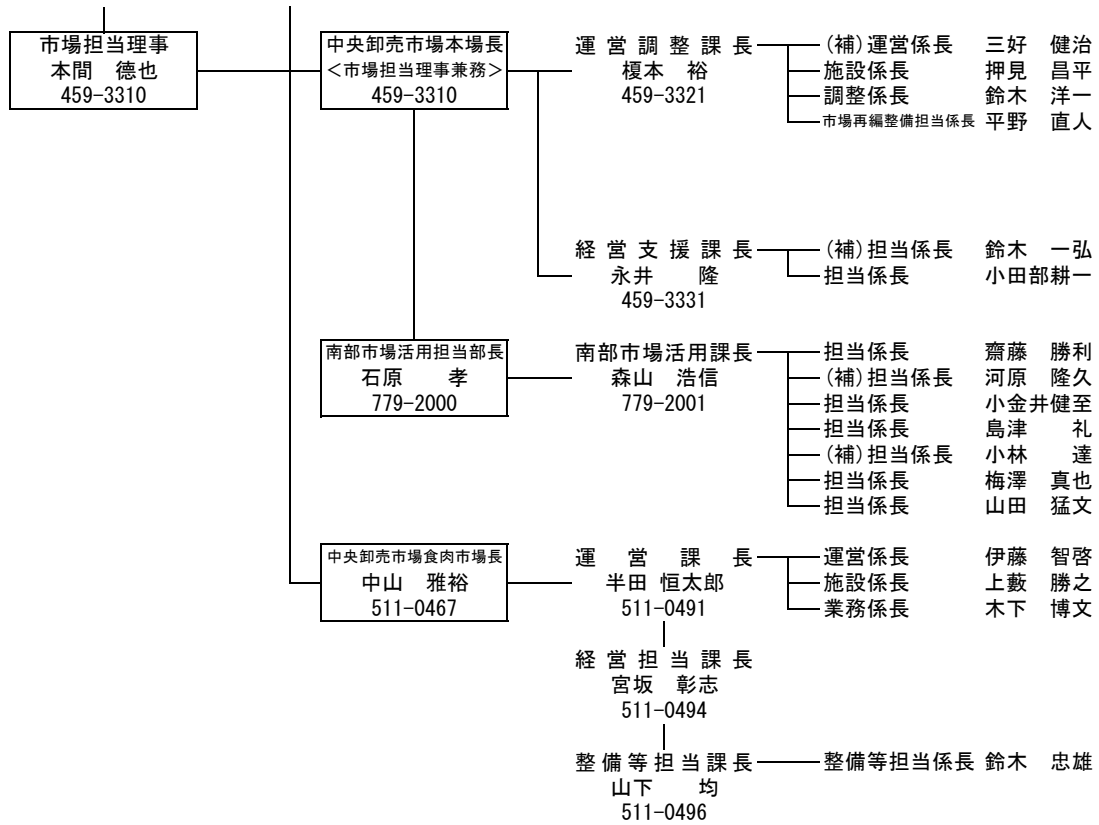 市場担当理事
本間　徳也
459-3310
中央卸売市場本場長
＜市場担当理事兼務＞
459-3310
運営調整課長
榎本　裕
459-3321
(補)運営係長　三好　健治
施設係長　押見　昌平
調整係長　鈴木　洋一
市場再編整備担当係長　平野　直人
経営支援課長
永井　　隆
459-3331
(補)担当係長　鈴木　一弘
担当係長　小田部耕一
南部市場活用担当部長
石原　　孝
779-2000
南部市場活用課長
森山　浩信
779-2001
担当係長　齋藤　勝利
(補)担当係長　河原　隆久
担当係長　小金井健至
担当係長　島津　　礼
(補)担当係長　小林　　達
担当係長　梅澤　真也
担当係長　山田　猛文
中央卸売市場食肉市場長
中山　雅裕
511-0467
運営課長
半田 恒太郎
511-0491
運営係長　伊藤　智啓
施設係長　上藪　勝之
業務係長　木下　博文
経営担当課長
宮坂　彰志
511-0494
整備等担当課長
山下　　均
511-0496
整備等担当係長　鈴木　忠雄